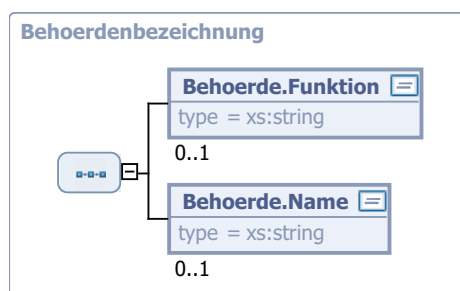 Behoerdenbezeichnung
Behoerde.Funktion
type = xs:string
0..1
Behoerde.Name
type = xs:string
0..1